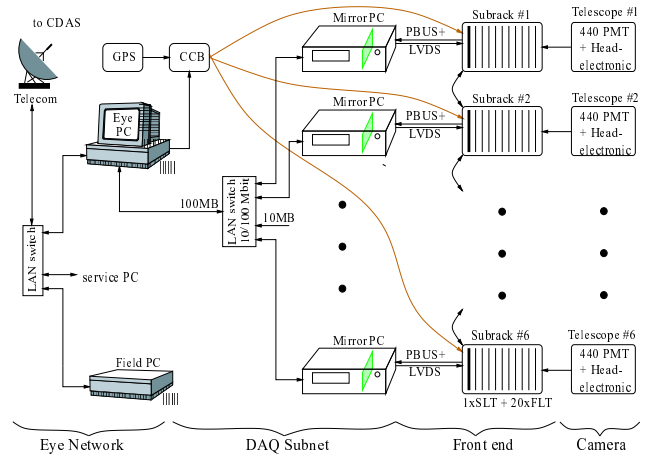 to CDAS
Telecom
GPS
CCB
Eye
PC
MirrorPC
PBUS+
LVDS
Subrack #1
Telescope #1
440 PMT
+ Head-
electronic
MirrorPC
PBUS+
LVDS
Subrack #2
Telescope #2
440 PMT
+ Head-
electronic
100MB
LAN switch
10/100 Mbit
10MB
LAN switch
service PC
Field PC
MirrorPC
PBUS+
LVDS
Subrack #6
1xSLT + 20xFLT
Telescope #6
440 PMT
+ Head-
electronic
Eye Network
DAQ Subnet
Front end
Camera